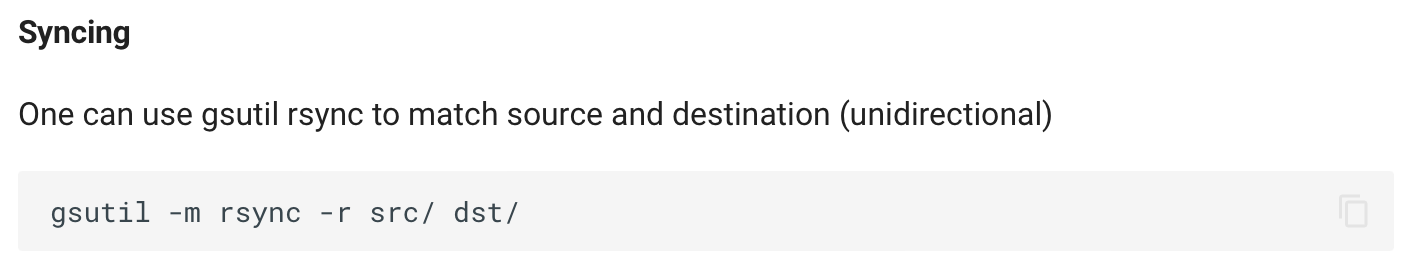 Syncing
One can use gsutil rsync to match source and destination (unidirectional)
gsutil -m rsync -r src/ dst/